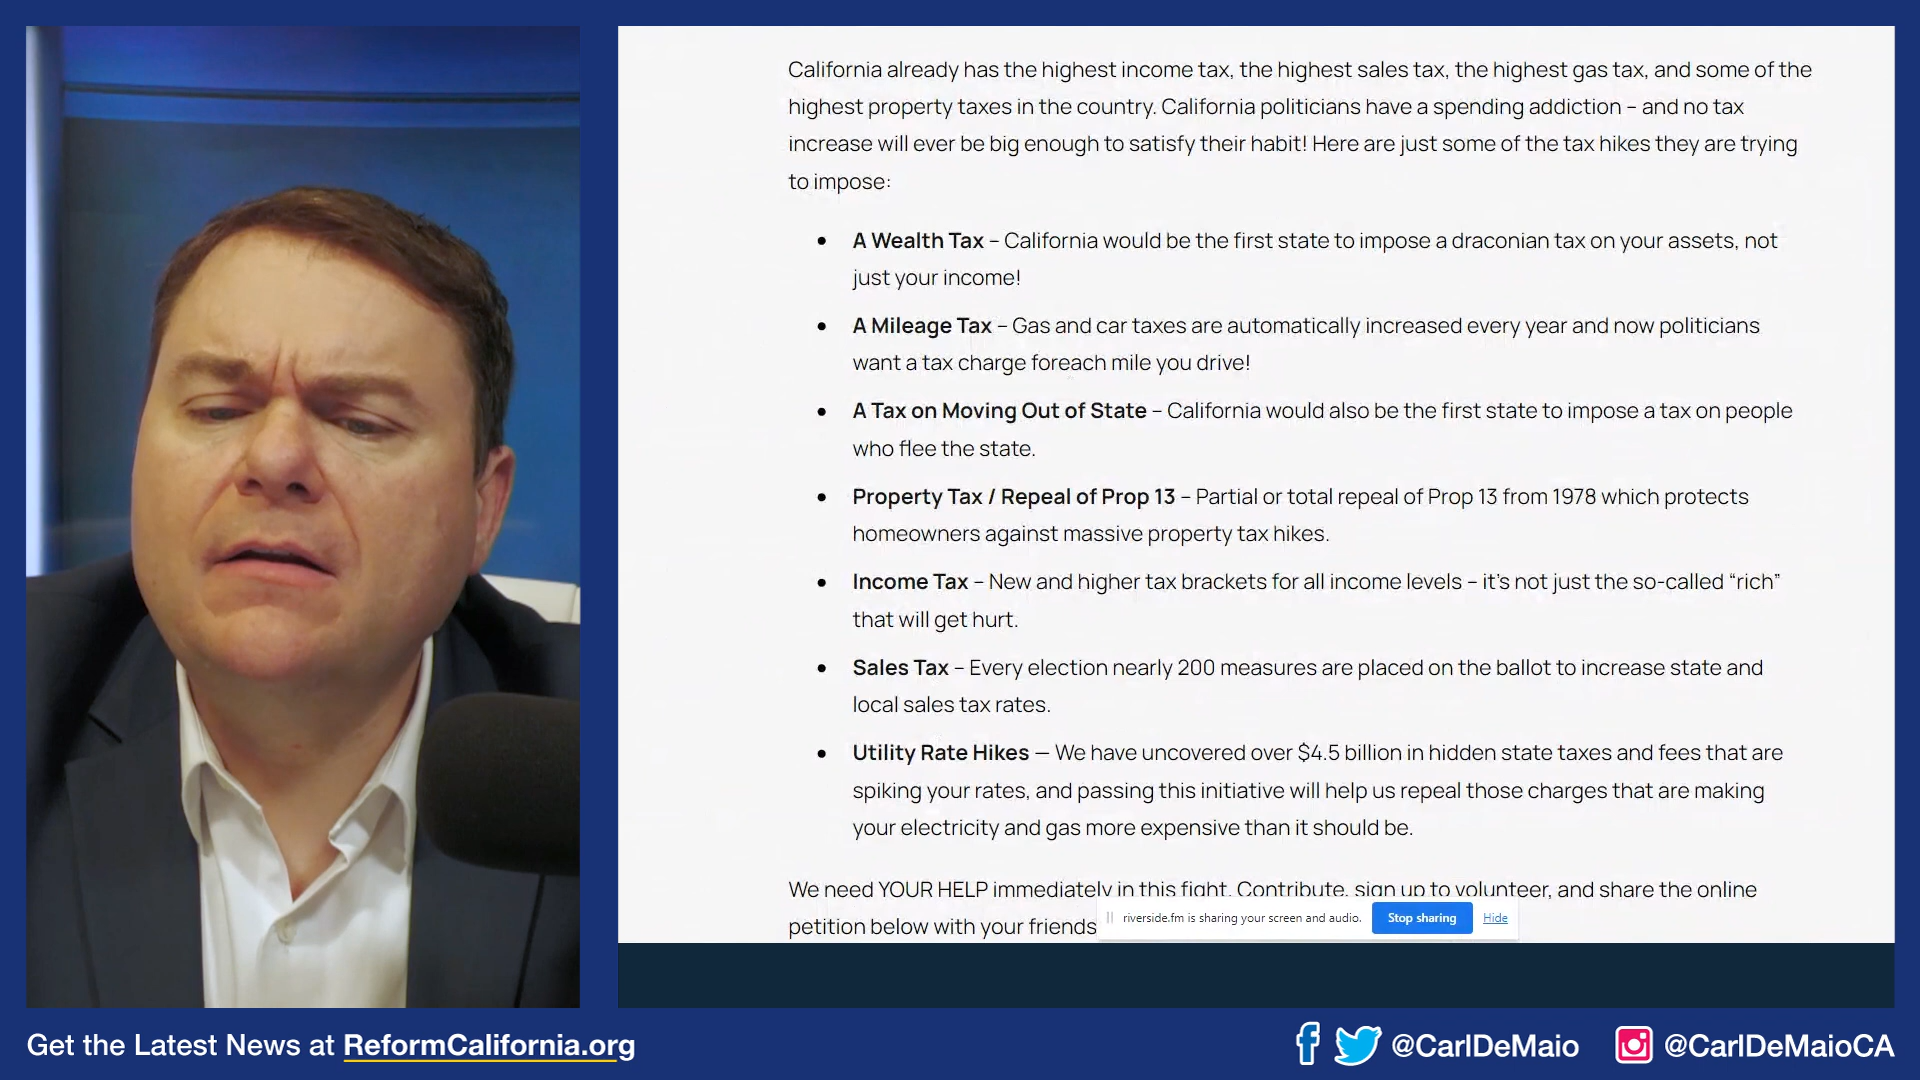 California already has the highest income tax, the highest sales tax, the highest gas tax, and some of the
highest property taxes in the country. California politicians have a spending addiction – and no tax
increase will ever be big enough to satisfy their habit! Here are just some of the tax hikes they are trying
to impose:
• A Wealth Tax – California would be the first state to impose a draconian tax on your assets, not
just your income!
• A Mileage Tax – Gas and car taxes are automatically increased every year and now politicians
want a tax charge foreach mile you drive!
• A Tax on Moving Out of State – California would also be the first state to impose a tax on people
who flee the state.
• Property Tax / Repeal of Prop 13 – Partial or total repeal of Prop 13 from 1978 which protects
homeowners against massive property tax hikes.
• Income Tax – New and higher tax brackets for all income levels – it’s not just the so-called “rich”
that will get hurt.
• Sales Tax – Every election nearly 200 measures are placed on the ballot to increase state and
local sales tax rates.
• Utility Rate Hikes — We have uncovered over $4.5 billion in hidden state taxes and fees that are
spiking your rates, and passing this initiative will help us repeal those charges that are making
your electricity and gas more expensive than it should be.
We need YOUR HELP immediately in this fight. Contribute, sign up to volunteer, and share the online
petition below with your friends
riverside.fm is sharing your screen and audio. Stop sharing Hide
Get the Latest News at ReformCalifornia.org
@CarlDeMaio @CarlDeMaioCA